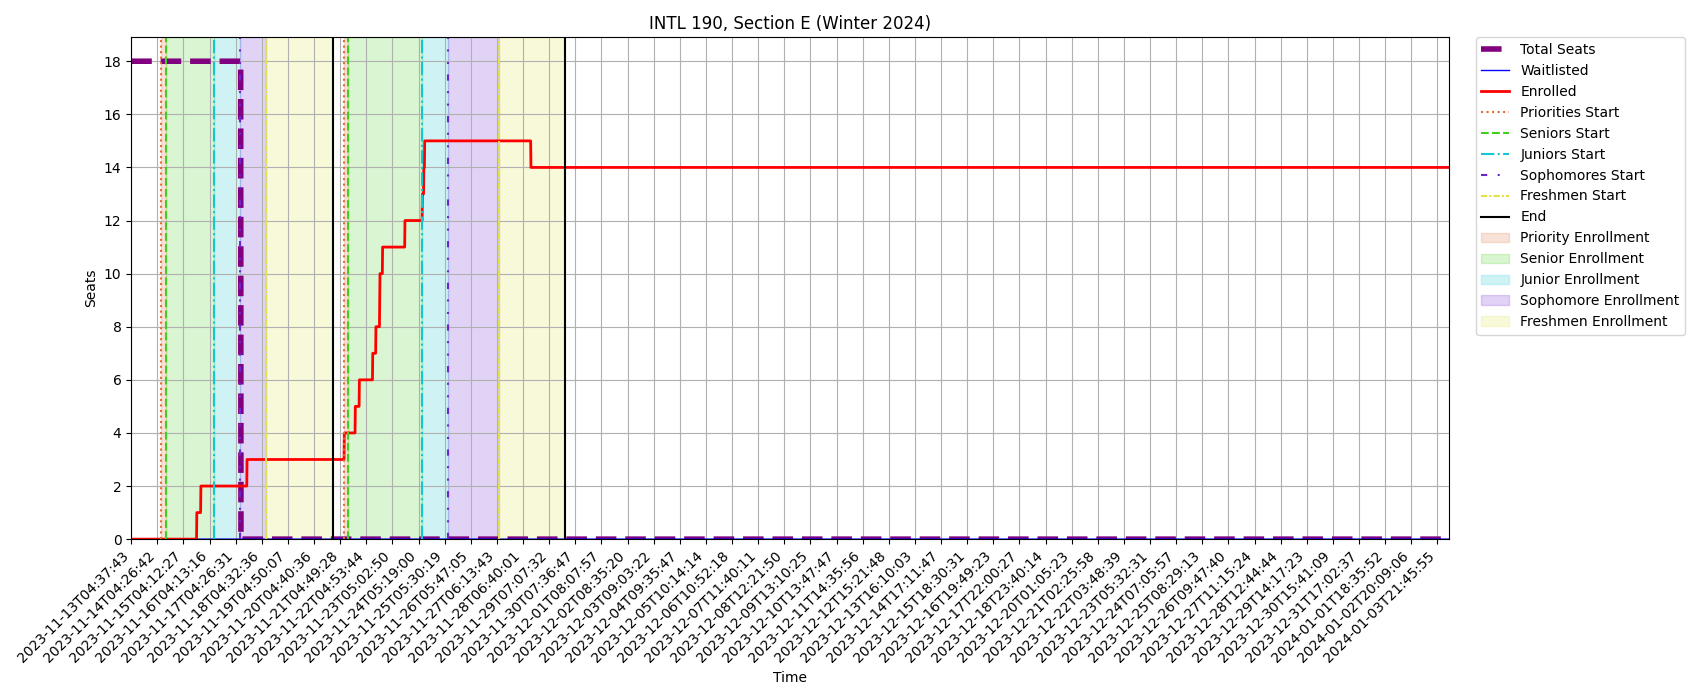 INTL 190, Section E (Winter 2024)
Seats
18
16
14
12
10
8
6
4
2
0
2023-11-13T04:37:43
2023-11-14T04:26:42
2023-11-15T04:12:27
2023-11-16T04:13:16
2023-11-17T04:26:31
2023-11-18T04:32:36
2023-11-19T04:50:07
2023-11-20T04:40:36
2023-11-21T04:49:28
2023-11-22T04:53:44
2023-11-23T05:02:50
2023-11-24T05:19:00
2023-11-25T05:30:19
2023-11-26T05:47:05
2023-11-27T06:13:43
2023-11-28T06:40:01
2023-11-29T07:07:32
2023-11-30T07:36:47
2023-12-01T08:07:57
2023-12-02T08:35:20
2023-12-03T09:03:22
2023-12-04T09:35:47
2023-12-05T10:14:14
2023-12-06T10:52:18
2023-12-07T11:40:11
2023-12-08T12:21:50
2023-12-09T13:10:25
2023-12-10T13:47:47
2023-12-11T14:35:56
2023-12-12T15:21:48
2023-12-13T16:10:03
2023-12-14T17:11:47
2023-12-15T18:30:31
2023-12-16T19:49:23
2023-12-17T22:00:27
2023-12-18T23:40:14
2023-12-20T01:05:23
2023-12-21T02:25:58
2023-12-22T03:48:39
2023-12-23T05:32:31
2023-12-24T07:05:57
2023-12-25T08:29:13
2023-12-26T09:47:40
2023-12-27T11:15:24
2023-12-28T12:44:44
2023-12-29T14:17:23
2023-12-30T15:41:09
2023-12-31T17:02:37
2024-01-01T18:35:52
2024-01-02T20:09:06
2024-01-03T21:45:55
Time
Total Seats
Waitlisted
Enrolled
Priorities Start
Seniors Start
Juniors Start
Sophomores Start
Freshmen Start
End
Priority Enrollment
Senior Enrollment
Junior Enrollment
Sophomore Enrollment
Freshmen Enrollment